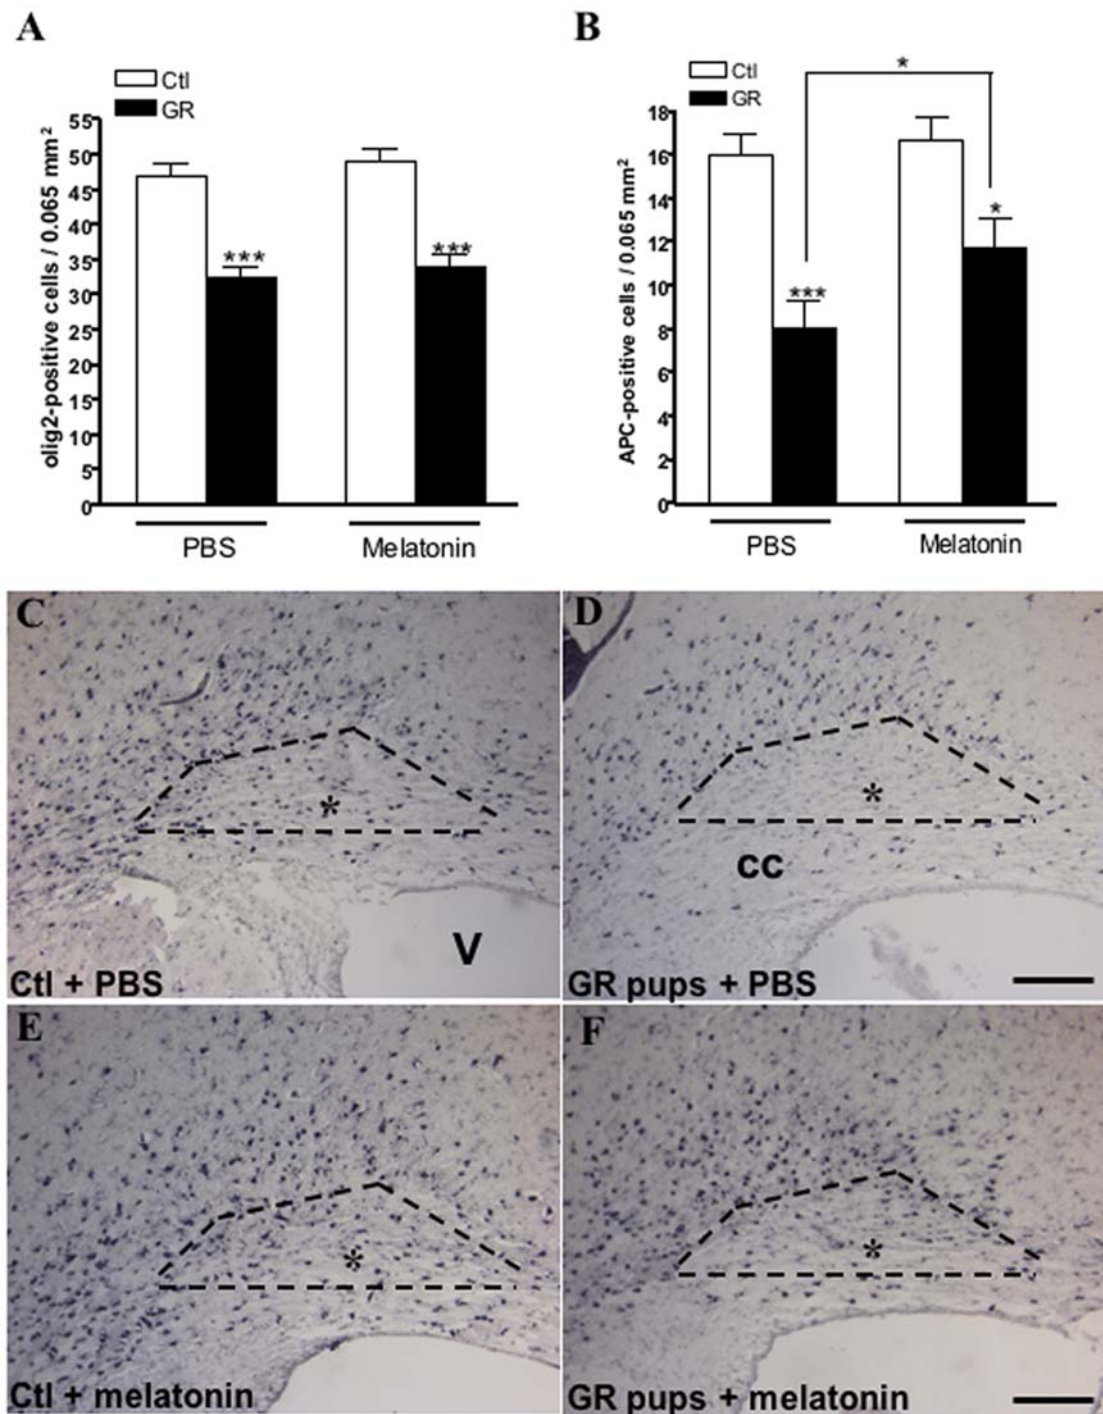 A
Ctl
GR
olig2-positive cells / 0.065 mm²
55
50
45
40
35
30
25
20
15
10
5
0
***
***
PBS
Melatonin
B
Ctl
GR
*
APC-positive cells / 0.065 mm²
18
16
14
12
10
8
6
4
2
0
***
*
PBS
Melatonin
C
*
V
Ctl + PBS
D
*
cc
GR pups + PBS
E
*
Ctl + melatonin
F
*
GR pups + melatonin